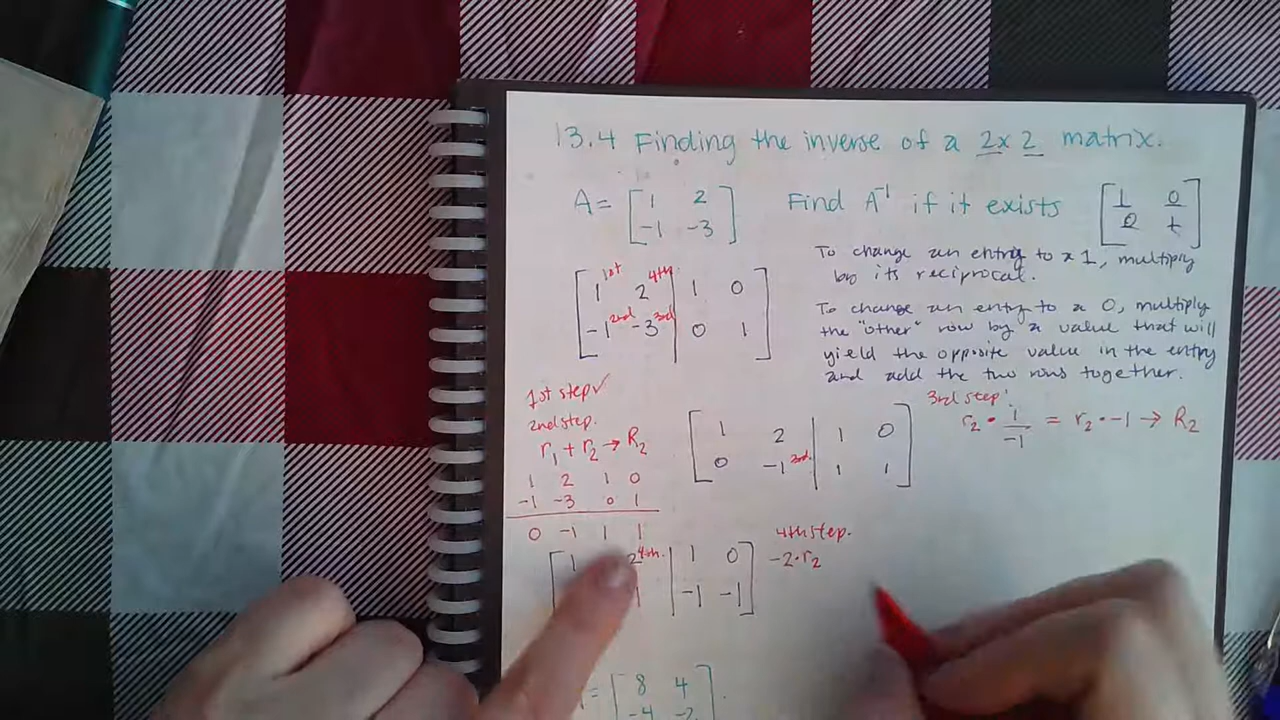 13.4 Finding the inverse of a 2x2 matrix.
A = [1 2
-1 -3]
Find A⁻¹ if it exists
[1 0
0 1]
To change an entry to a 1, multiply
by its reciprocal.
To change an entry to a 0, multiply
the "other" row by a value that will
yield the opposite value in the entry
and add the two rows together.
[1 1st 2 4th | 1 0
-1 2nd -3 3rd | 0 1]
1st step ✓
2nd step.
r₁ + r₂ → R₂
1 2 1 0
-1 -3 0 1
0 -1 1 1
[1 2 | 1 0
0 -1 3rd. | 1 1]
3rd step.
r₂ · 1/-1 = r₂ · -1 → R₂
[1 2 4th. | 1 0
1 | -1 -1]
4th step.
-2 · r₂
= [8 4
-4 -2